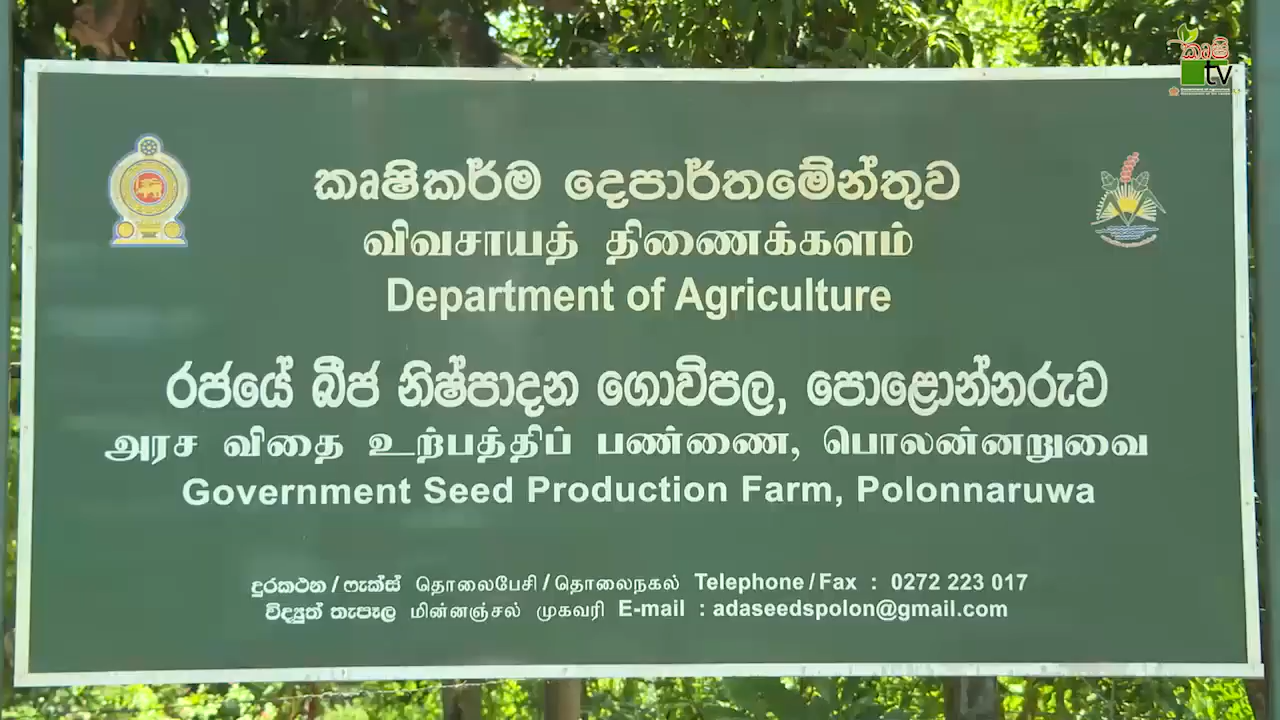 කෘෂි
tv
කෘෂිකර්ම දෙපාර්තමේන්තුව
விவசாயத் திணைக்களம்
Department of Agriculture
රජයේ බීජ නිෂ්පාදන ගොවිපල, පොළොන්නරුව
அரச விதை உற்பத்திப் பண்ணை, பொலன்னறுவை
Government Seed Production Farm, Polonnaruwa
දුරකථන / ෆැක්ස් தொலைபேசி / தொலைநகல் Telephone / Fax : 0272 223 017
විද්‍යුත් තැපෑල மின்னஞ்சல் முகவரி E-mail : adaseedspolon@gmail.com